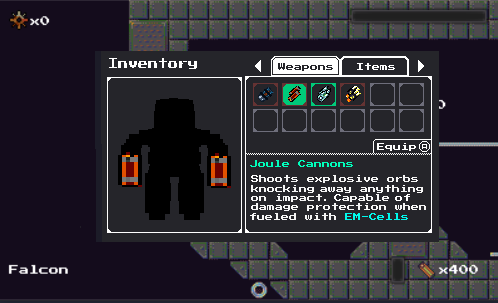 x0
Inventory
Weapons
Items
Equip A
Joule Cannons
Shoots explosive orbs
knocking away anything
on impact. Capable of
damage protection when
fueled with EM-Cells
Falcon
x400